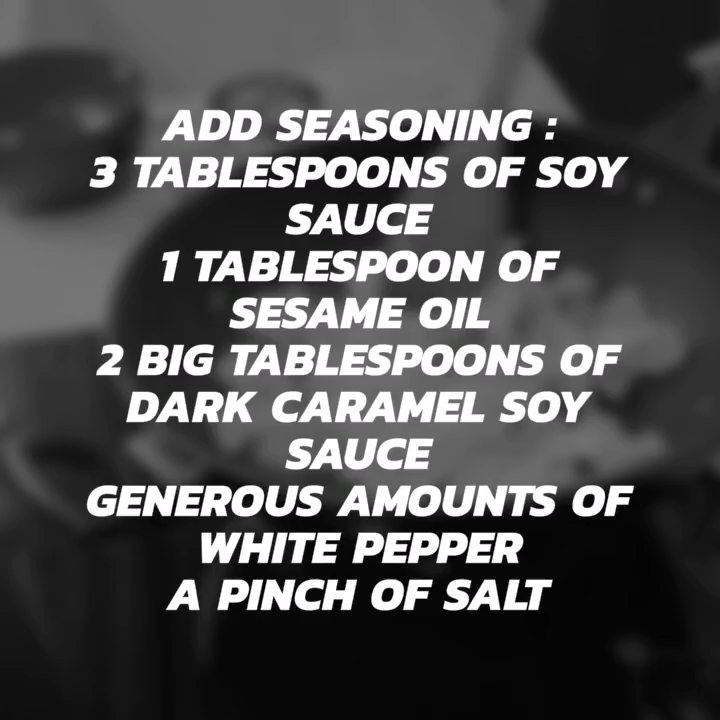 ADD SEASONING :
3 TABLESPOONS OF SOY
SAUCE
1 TABLESPOON OF
SESAME OIL
2 BIG TABLESPOONS OF
DARK CARAMEL SOY
SAUCE
GENEROUS AMOUNTS OF
WHITE PEPPER
A PINCH OF SALT